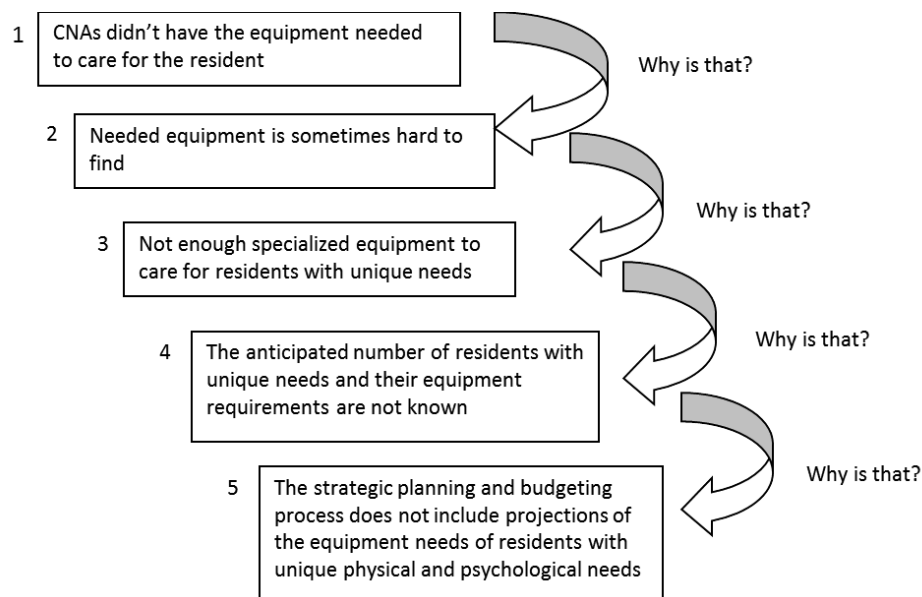 1
CNAs didn’t have the equipment needed
to care for the resident
Why is that?
2
Needed equipment is sometimes hard to
find
Why is that?
3
Not enough specialized equipment to
care for residents with unique needs
Why is that?
4
The anticipated number of residents with
unique needs and their equipment
requirements are not known
Why is that?
5
The strategic planning and budgeting
process does not include projections of
the equipment needs of residents with
unique physical and psychological needs